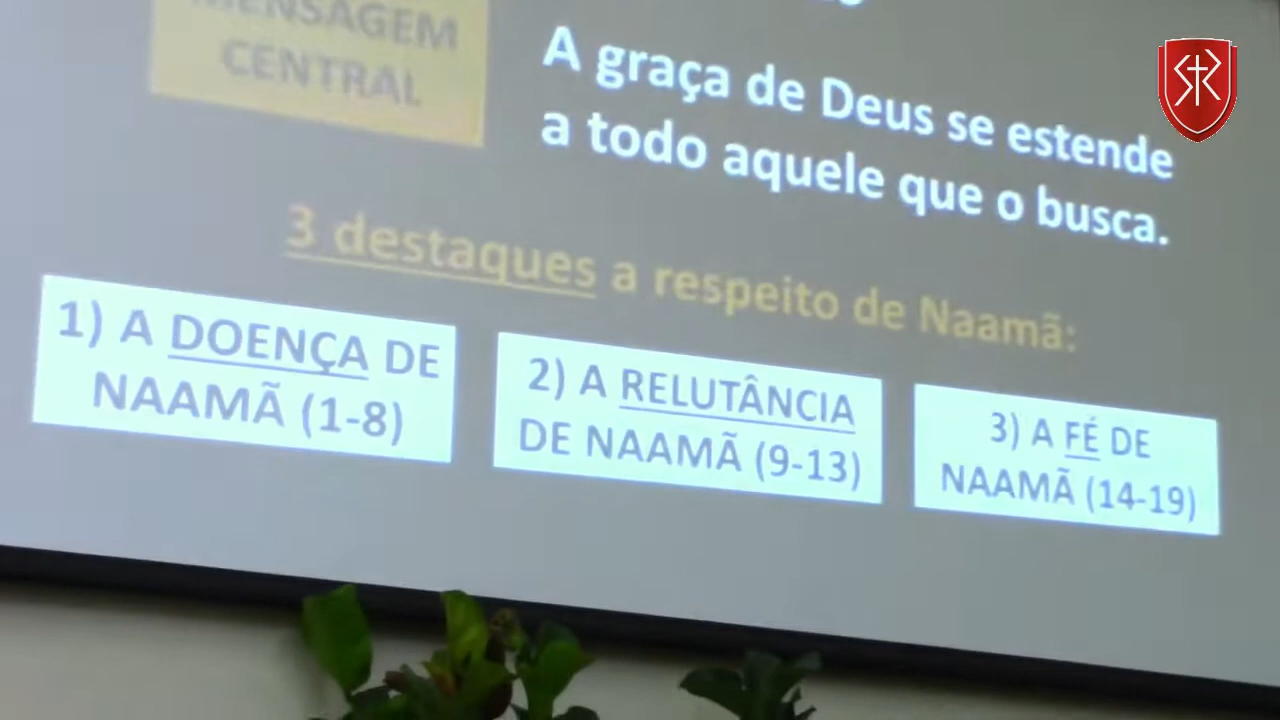 MENSAGEM
CENTRAL
A graça de Deus se estende
a todo aquele que o busca.
3 destaques a respeito de Naamã:
1) A DOENÇA DE
NAAMÃ (1-8)
2) A RELUTÂNCIA
DE NAAMÃ (9-13)
3) A FÉ DE
NAAMÃ (14-19)